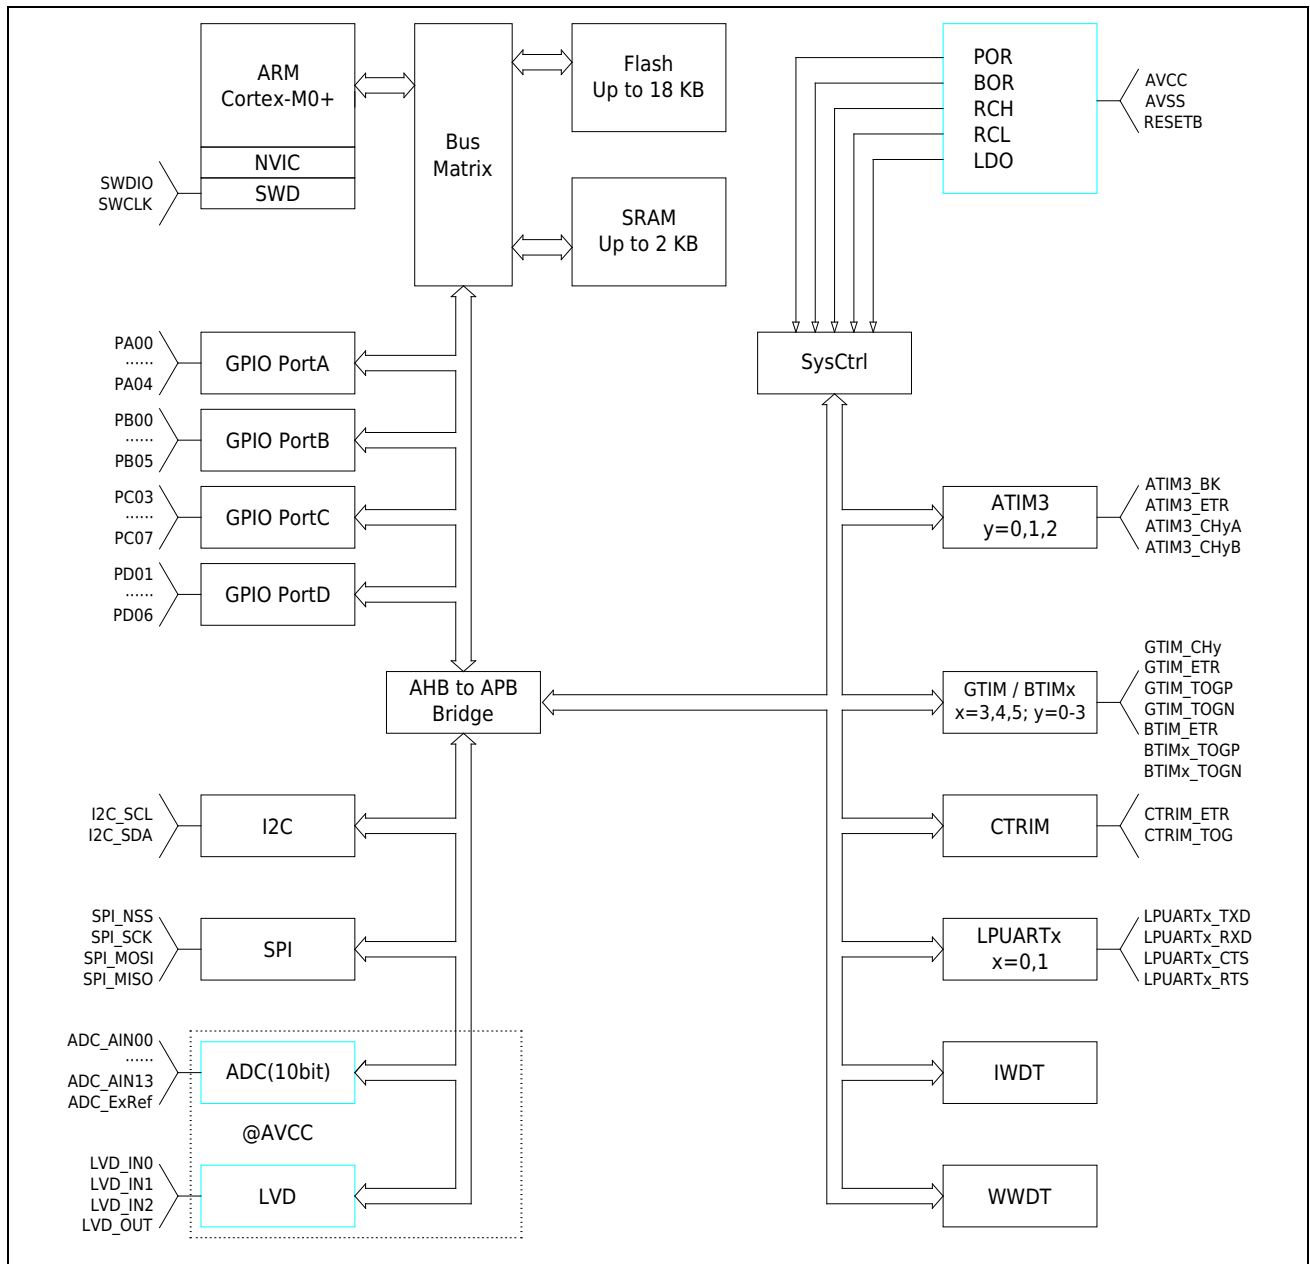 ARM
Cortex-M0+
NVIC
SWD
SWDIO
SWCLK
Bus
Matrix
Flash
Up to 18 KB
SRAM
Up to 2 KB
POR
BOR
RCH
RCL
LDO
AVCC
AVSS
RESETB
SysCtrl
PA00
......
PA04
GPIO PortA
PB00
......
PB05
GPIO PortB
PC03
......
PC07
GPIO PortC
PD01
......
PD06
GPIO PortD
AHB to APB
Bridge
I2C_SCL
I2C_SDA
I2C
SPI_NSS
SPI_SCK
SPI_MOSI
SPI_MISO
SPI
ADC_AIN00
......
ADC_AIN13
ADC_ExRef
ADC(10bit)
@AVCC
LVD_IN0
LVD_IN1
LVD_IN2
LVD_OUT
LVD
ATIM3
y=0,1,2
ATIM3_BK
ATIM3_ETR
ATIM3_CHyA
ATIM3_CHyB
GTIM / BTIMx
x=3,4,5; y=0-3
GTIM_CHy
GTIM_ETR
GTIM_TOGP
GTIM_TOGN
BTIM_ETR
BTIMx_TOGP
BTIMx_TOGN
CTRIM
CTRIM_ETR
CTRIM_TOG
LPUARTx
x=0,1
LPUARTx_TXD
LPUARTx_RXD
LPUARTx_CTS
LPUARTx_RTS
IWDT
WWDT